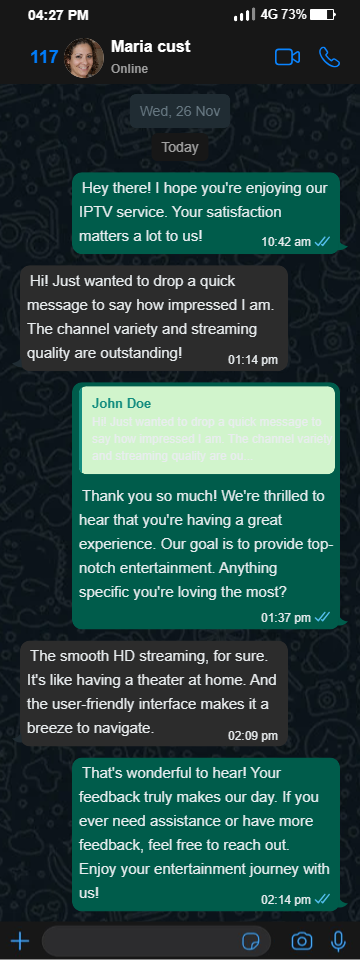 04:27 PM
4G 73%
117
Maria cust
Online
Wed, 26 Nov
Today
Hey there! I hope you're enjoying our
IPTV service. Your satisfaction
matters a lot to us!
10:42 am
Hi! Just wanted to drop a quick
message to say how impressed I am.
The channel variety and streaming
quality are outstanding!
01:14 pm
John Doe
Hi! Just wanted to drop a quick message to
say how impressed I am. The channel variety
and streaming quality are ou...
Thank you so much! We're thrilled to
hear that you're having a great
experience. Our goal is to provide top-
notch entertainment. Anything
specific you're loving the most?
01:37 pm
The smooth HD streaming, for sure.
It's like having a theater at home. And
the user-friendly interface makes it a
breeze to navigate.
02:09 pm
That's wonderful to hear! Your
feedback truly makes our day. If you
ever need assistance or have more
feedback, feel free to reach out.
Enjoy your entertainment journey with
us!
02:14 pm